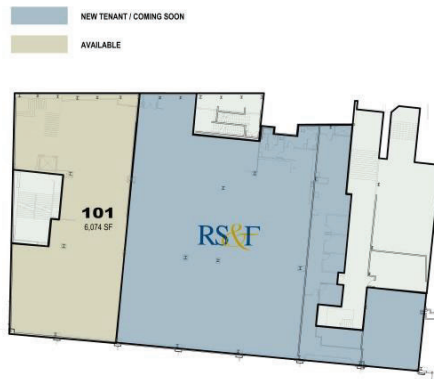 NEW TENANT / COMING SOON
AVAILABLE
101
6,074 SF
RS&F